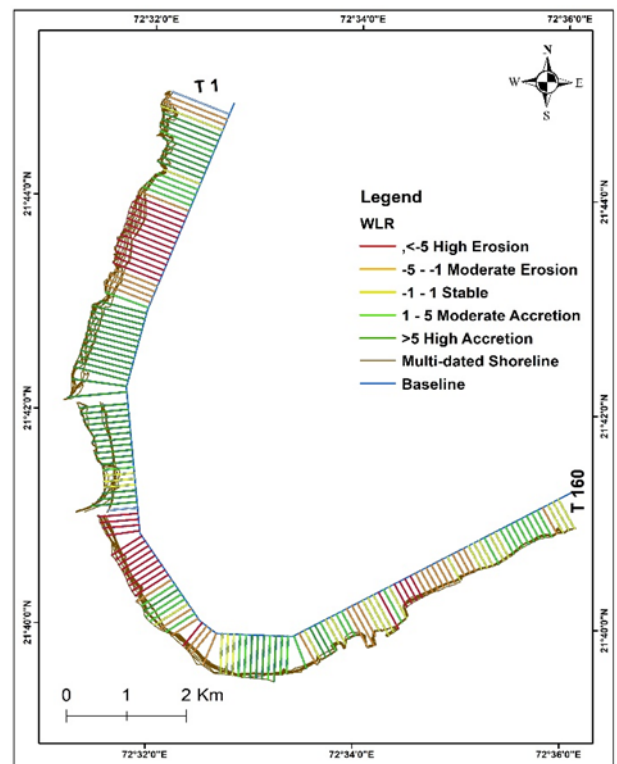 72°32'0"E 72°34'0"E 72°36'0"E
T 1
N
W E
S
21°44'0"N 21°44'0"N
Legend
WLR
,<-5 High Erosion
-5 - -1 Moderate Erosion
-1 - 1 Stable
1 - 5 Moderate Accretion
>5 High Accretion
Multi-dated Shoreline
Baseline
21°42'0"N 21°42'0"N
T 160
21°40'0"N 21°40'0"N
0 1 2 Km
72°32'0"E 72°34'0"E 72°36'0"E